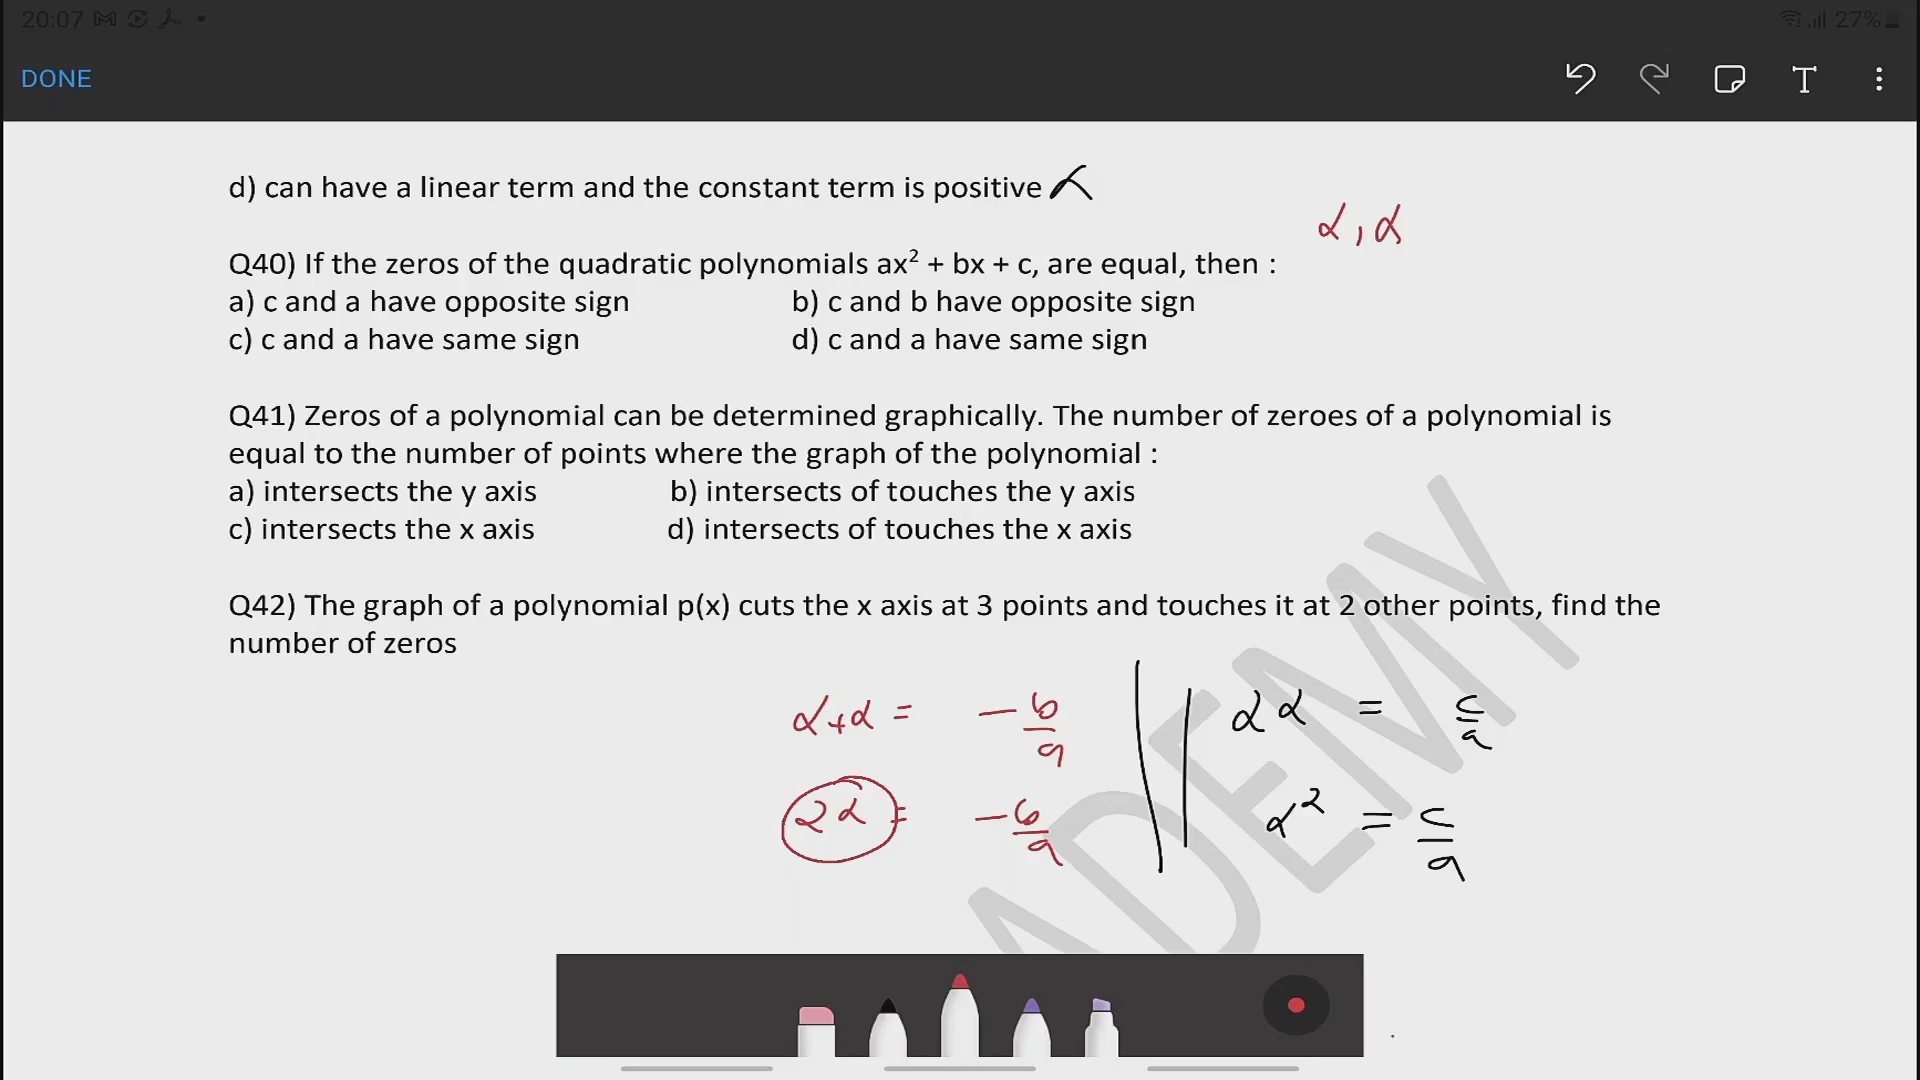 20:07
27%
DONE
d) can have a linear term and the constant term is positive
α, α
Q40) If the zeros of the quadratic polynomials ax² + bx + c, are equal, then :
a) c and a have opposite sign b) c and b have opposite sign
c) c and a have same sign d) c and a have same sign
Q41) Zeros of a polynomial can be determined graphically. The number of zeroes of a polynomial is
equal to the number of points where the graph of the polynomial :
a) intersects the y axis b) intersects of touches the y axis
c) intersects the x axis d) intersects of touches the x axis
Q42) The graph of a polynomial p(x) cuts the x axis at 3 points and touches it at 2 other points, find the
number of zeros
α+α = -b/a αα = c/a
2α = -b/a α² = c/a
ADEMY